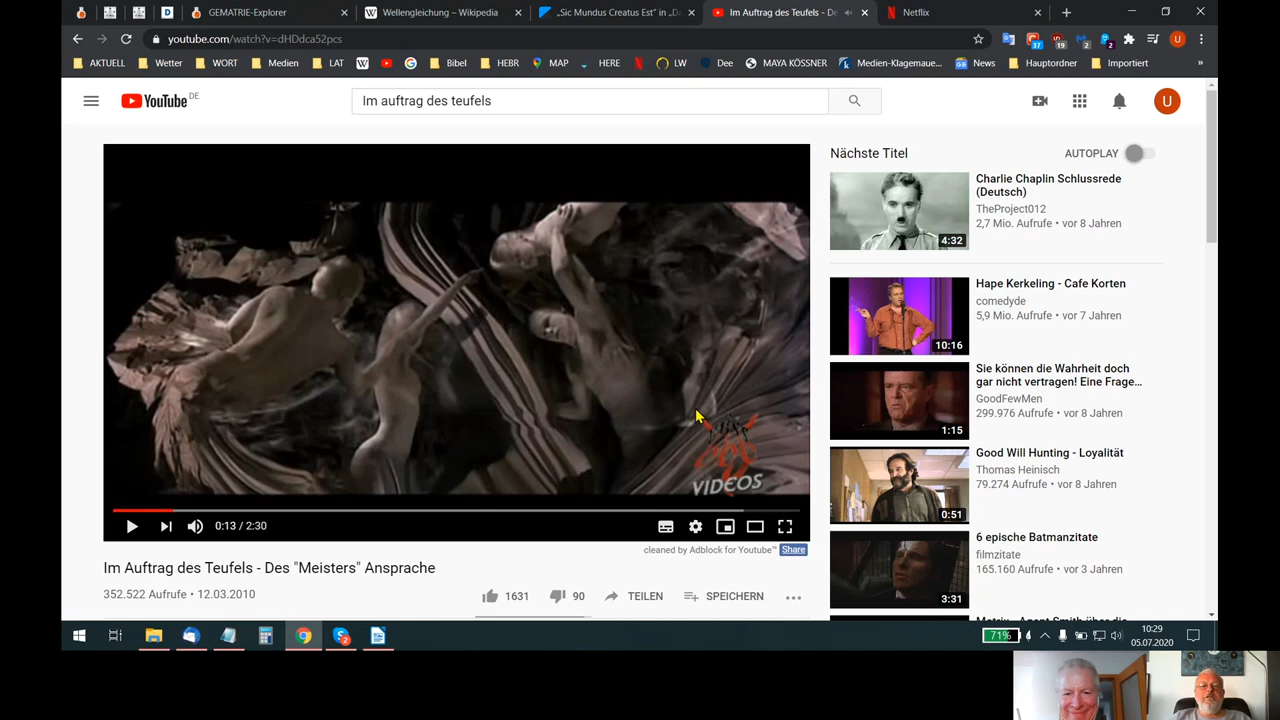 GEMATRIE-Explorer
Wellengleichung – Wikipedia
„Sic Mundus Creatus Est“ in „Da
Im Auftrag des Teufels - De
Netflix
youtube.com/watch?v=dHDdca52pcs
37
19
2
2
U
AKTUELL
Wetter
WORT
Medien
LAT
Bibel
HEBR
MAP
HERE
LW
Dee
MAYA KÖSSNER
Medien-Klagemaue...
News
Hauptordner
Importiert
»
YouTube DE
Im auftrag des teufels
U
Nächste Titel
AUTOPLAY
Charlie Chaplin Schlussrede
(Deutsch)
TheProject012
2,7 Mio. Aufrufe • vor 8 Jahren
4:32
Hape Kerkeling - Cafe Korten
comedyde
5,9 Mio. Aufrufe • vor 7 Jahren
10:16
Sie können die Wahrheit doch
gar nicht vertragen! Eine Frage…
GoodFewMen
299.976 Aufrufe • vor 8 Jahren
1:15
Good Will Hunting - Loyalität
Thomas Heinisch
79.274 Aufrufe • vor 8 Jahren
0:51
6 epische Batmanzitate
filmzitate
165.160 Aufrufe • vor 3 Jahren
3:31
VIDEOS
0:13 / 2:30
cleaned by Adblock for Youtube™ Share
Im Auftrag des Teufels - Des "Meisters" Ansprache
352.522 Aufrufe • 12.03.2010
1631
90
TEILEN
SPEICHERN
71%
10:29
05.07.2020